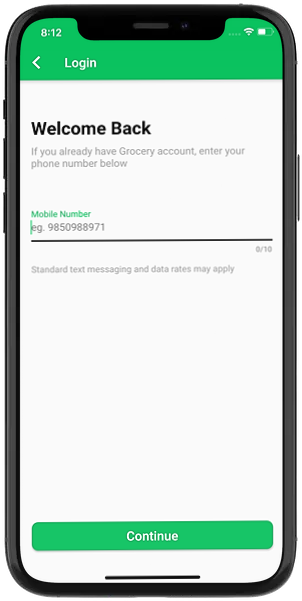 8:12
Login
Welcome Back
If you already have Grocery account, enter your
phone number below
Mobile Number
eg. 9850988971
0/10
Standard text messaging and data rates may apply
Continue